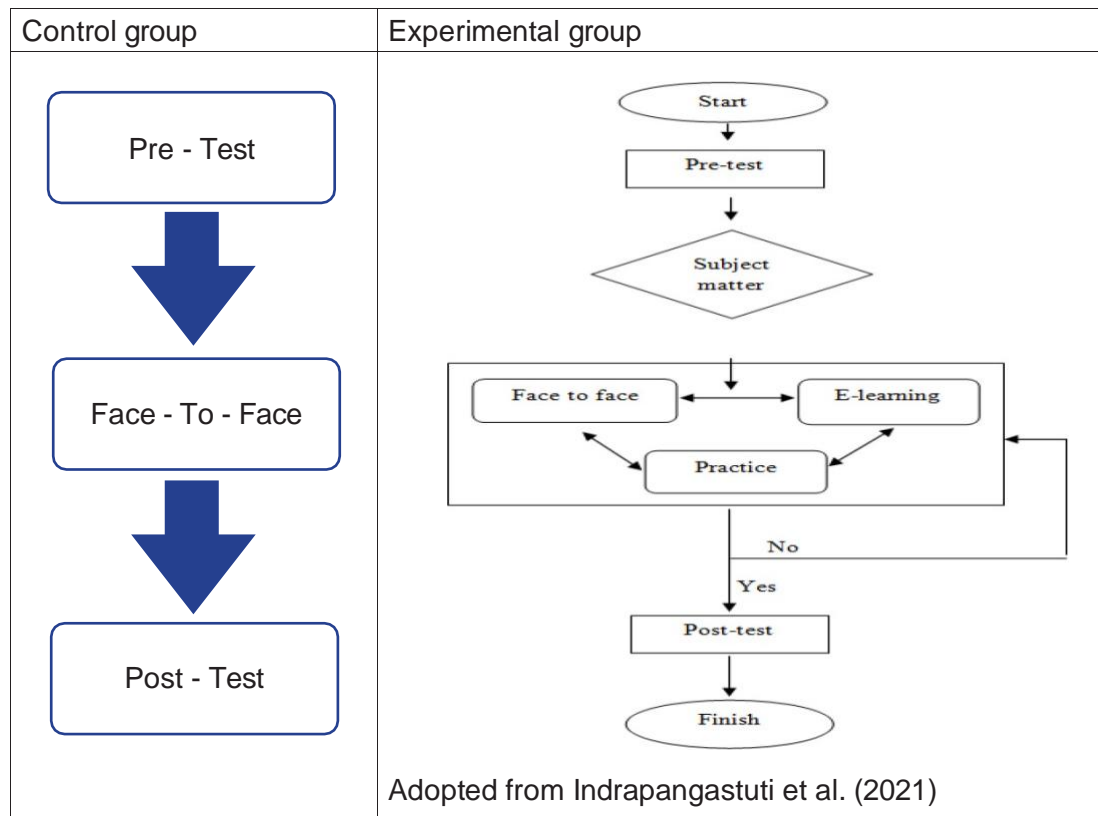 Control group
Experimental group
Pre - Test
Face - To - Face
Post - Test
Start
Pre-test
Subject
matter
Face to face
E-learning
Practice
No
Yes
Post-test
Finish
Adopted from Indrapangastuti et al. (2021)